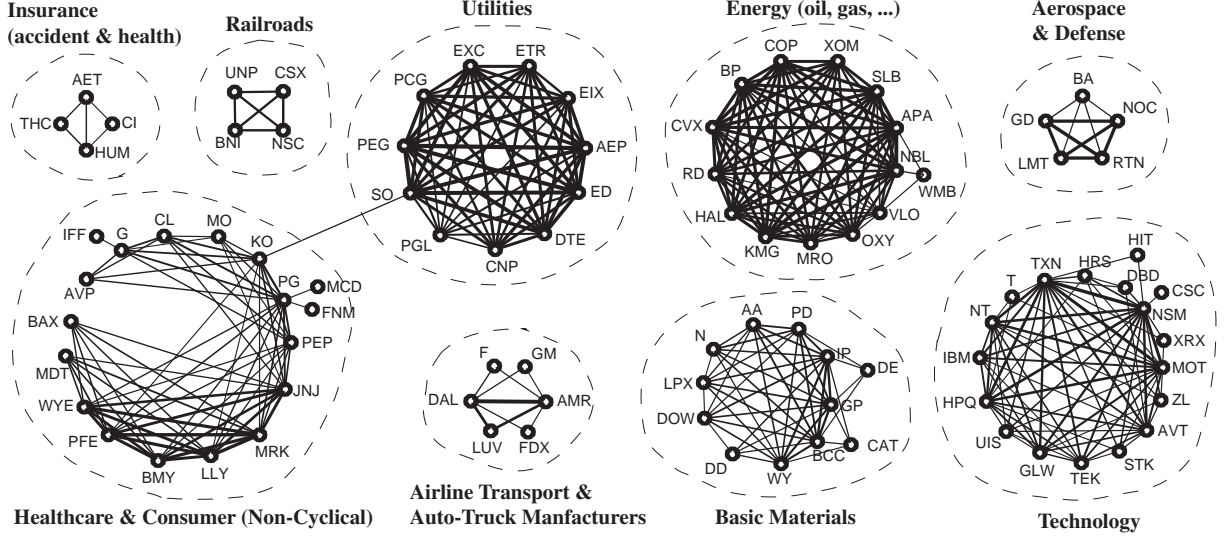 Insurance
(accident & health)
Railroads
Utilities
Energy (oil, gas, ...)
Aerospace
& Defense
AET
THC
CI
HUM
UNP
CSX
BNI
NSC
EXC
ETR
PCG
EIX
PEG
AEP
SO
ED
PGL
DTE
CNP
COP
XOM
BP
SLB
CVX
APA
RD
NBL
WMB
HAL
VLO
KMG
OXY
MRO
BA
GD
NOC
LMT
RTN
CL
MO
IFF
G
KO
AVP
PG
MCD
FNM
BAX
PEP
MDT
JNJ
WYE
PFE
MRK
BMY
LLY
F
GM
DAL
AMR
LUV
FDX
AA
PD
N
IP
DE
LPX
GP
DOW
BCC
CAT
DD
WY
HIT
TXN
HRS
T
DBD
CSC
NT
NSM
XRX
IBM
MOT
HPQ
ZL
UIS
AVT
GLW
STK
TEK
Healthcare & Consumer (Non-Cyclical)
Airline Transport &
Auto-Truck Manfacturers
Basic Materials
Technology